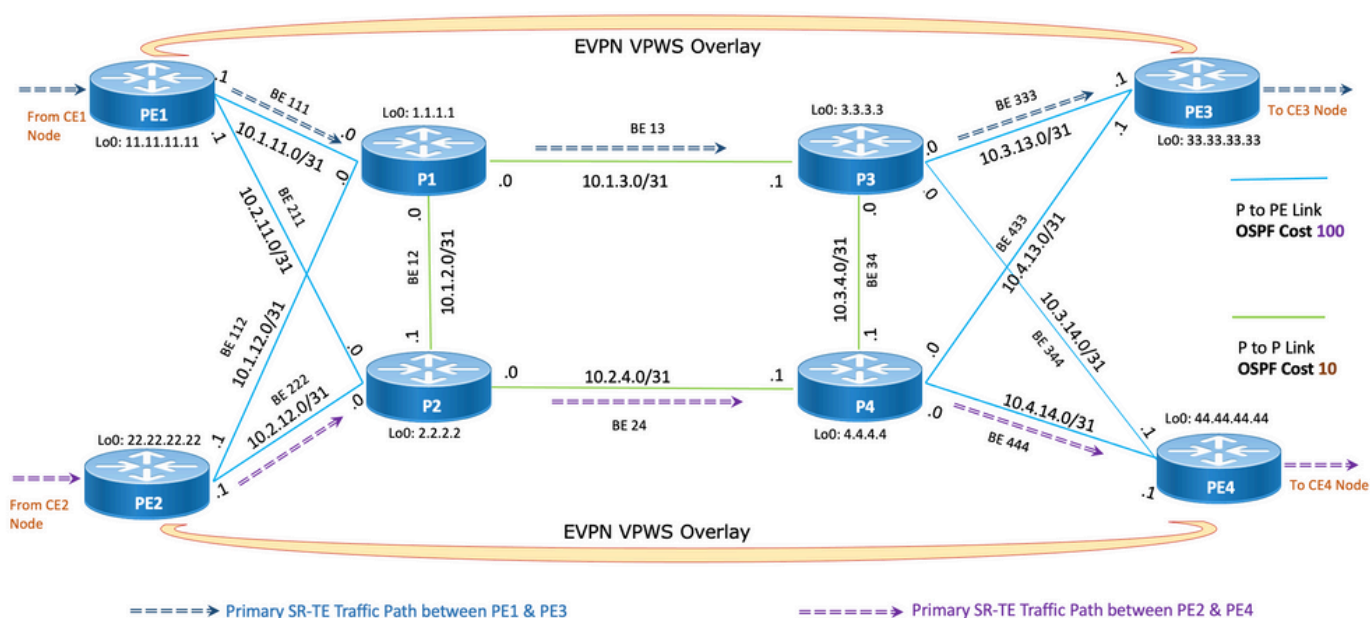 EVPN VPWS Overlay
From CE1
Node
PE1
Lo0: 11.11.11.11
.1
BE 111
.0
10.1.11.0/31
.1
BE 211
10.2.11.0/31
Lo0: 1.1.1.1
P1
.0
.0
BE 13
10.1.3.0/31
.0
.1
Lo0: 3.3.3.3
P3
.0
.0
.0
BE 333
10.3.13.0/31
.1
.1
PE3
Lo0: 33.33.33.33
To CE3 Node
BE 12
10.1.2.0/31
.1
10.3.4.0/31
BE 34
.1
BE 433
10.4.13.0/31
10.3.14.0/31
BE 344
P to PE Link
OSPF Cost 100
P to P Link
OSPF Cost 10
BE 112
10.1.12.0/31
BE 222
10.2.12.0/31
.0
.0
P2
Lo0: 2.2.2.2
.0
10.2.4.0/31
.1
BE 24
P4
Lo0: 4.4.4.4
.0
.0
10.4.14.0/31
BE 444
.1
.1
Lo0: 44.44.44.44
PE4
To CE4 Node
From CE2
Node
Lo0: 22.22.22.22
PE2
.1
.1
EVPN VPWS Overlay
Primary SR-TE Traffic Path between PE1 & PE3
Primary SR-TE Traffic Path between PE2 & PE4